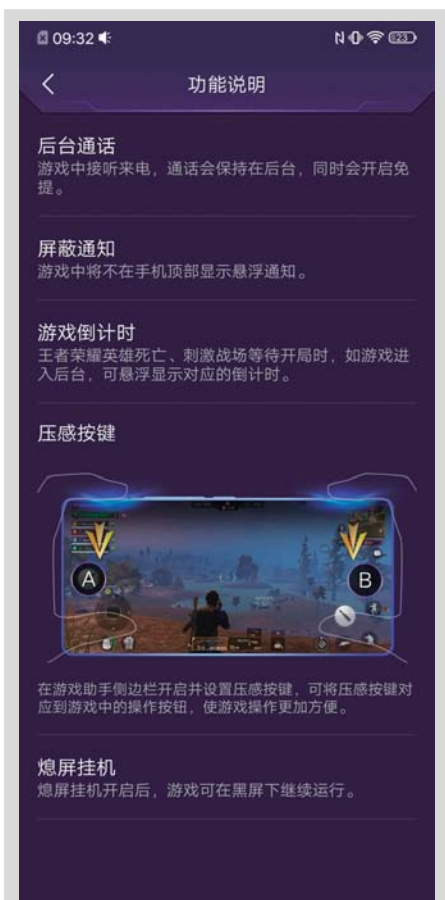 09:32
23
功能说明
后台通话
游戏中接听来电，通话会保持在后台，同时会开启免
提。
屏蔽通知
游戏中将不在手机顶部显示悬浮通知。
游戏倒计时
王者荣耀英雄死亡、刺激战场等待开局时，如游戏进
入后台，可悬浮显示对应的倒计时。
压感按键
A
B
在游戏助手侧边栏开启并设置压感按键，可将压感按键对
应到游戏中的操作按钮，使游戏操作更加方便。
熄屏挂机
熄屏挂机开启后，游戏可在黑屏下继续运行。